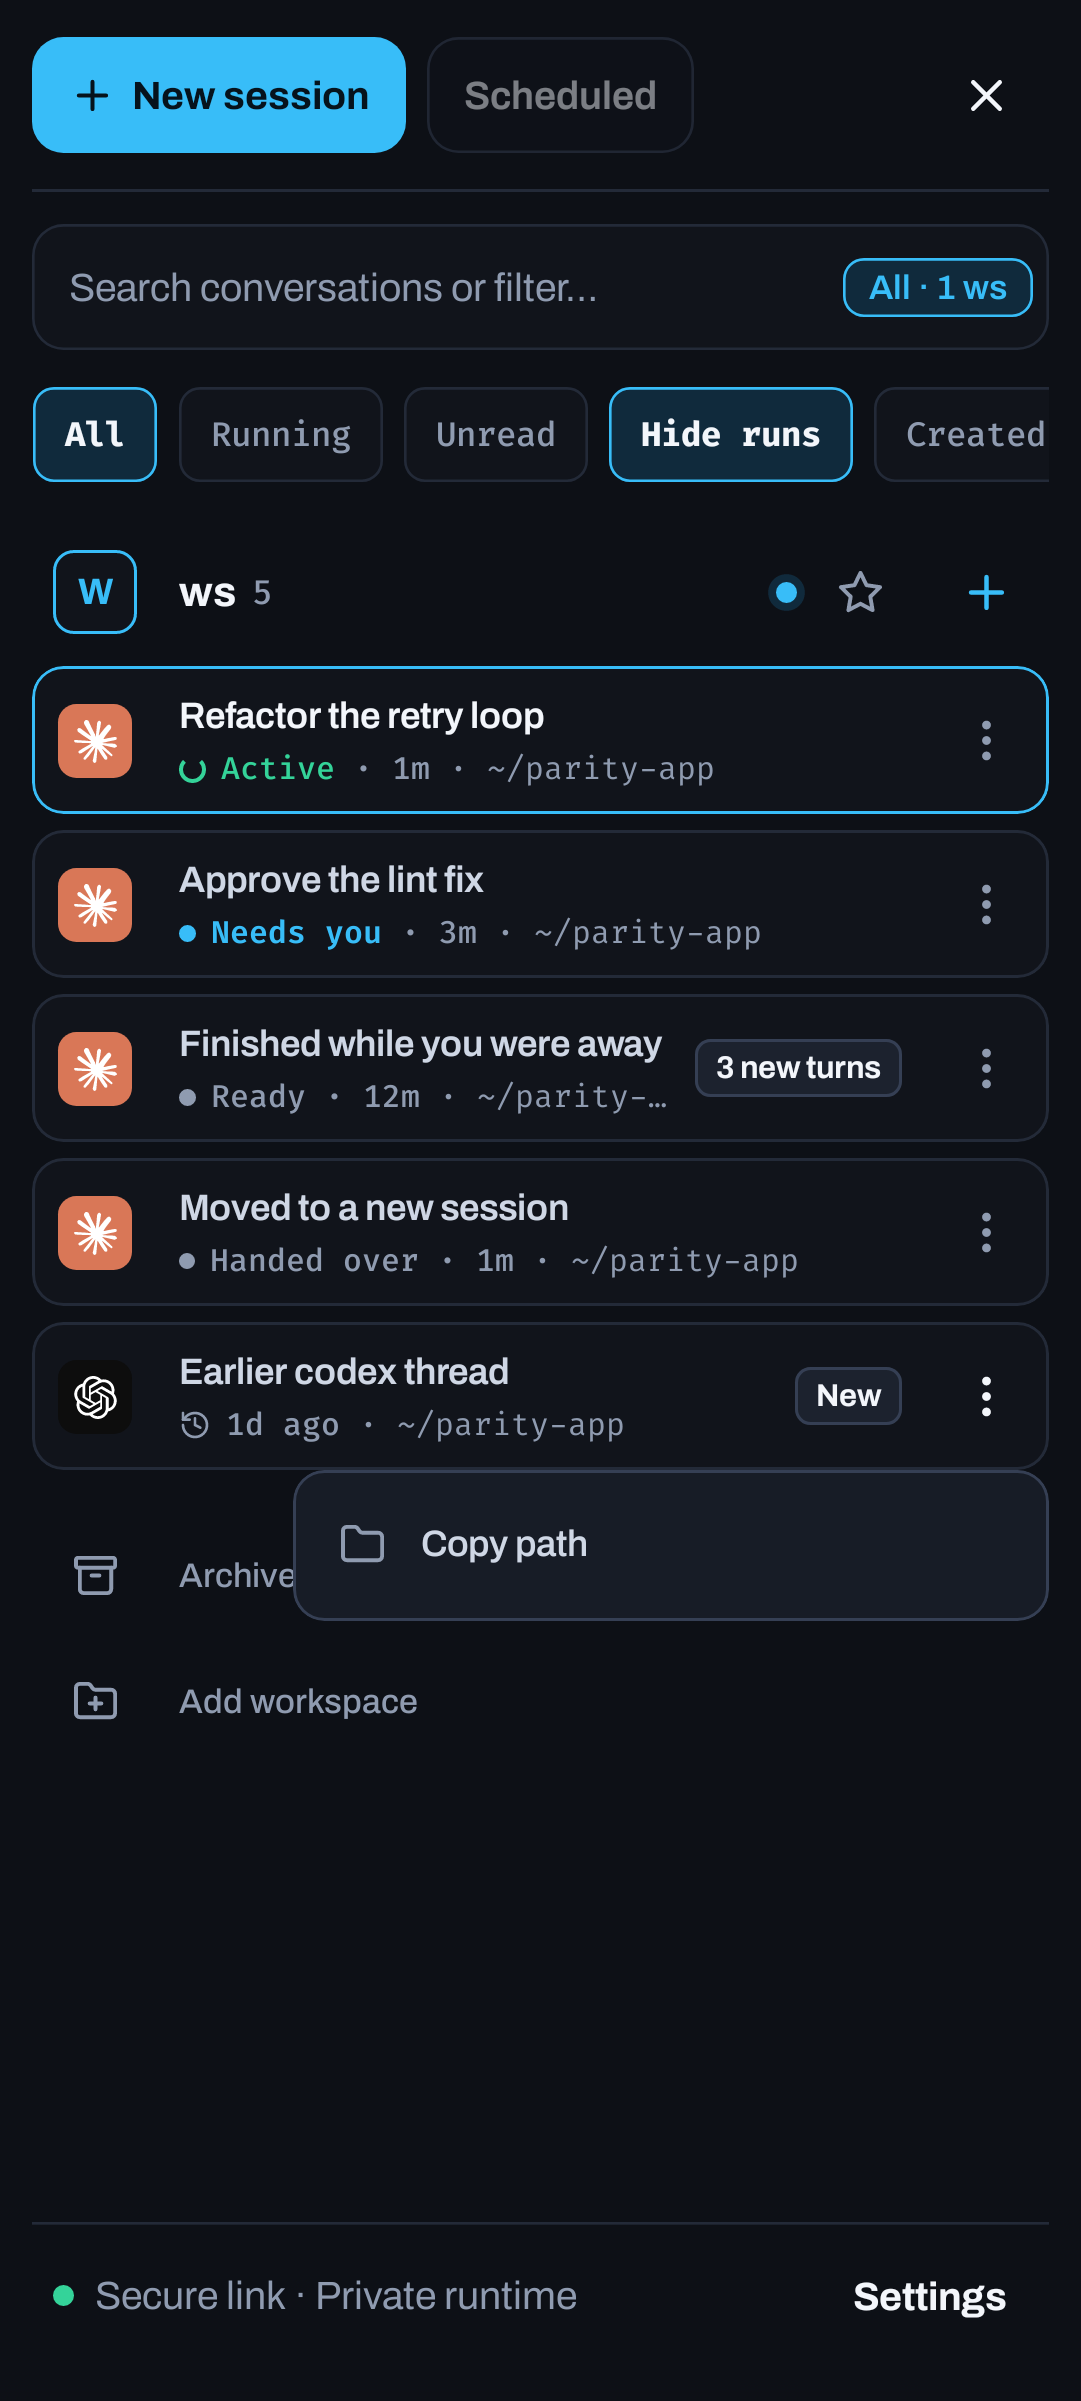 New session
Scheduled
Search conversations or filter...
All · 1 ws
All
Running
Unread
Hide runs
Created
W
ws 5
Refactor the retry loop
Active · 1m · ~/parity-app
Approve the lint fix
Needs you · 3m · ~/parity-app
Finished while you were away
3 new turns
Ready · 12m · ~/parity-…
Moved to a new session
Handed over · 1m · ~/parity-app
Earlier codex thread
New
1d ago · ~/parity-app
Copy path
Archive
Add workspace
Secure link · Private runtime
Settings